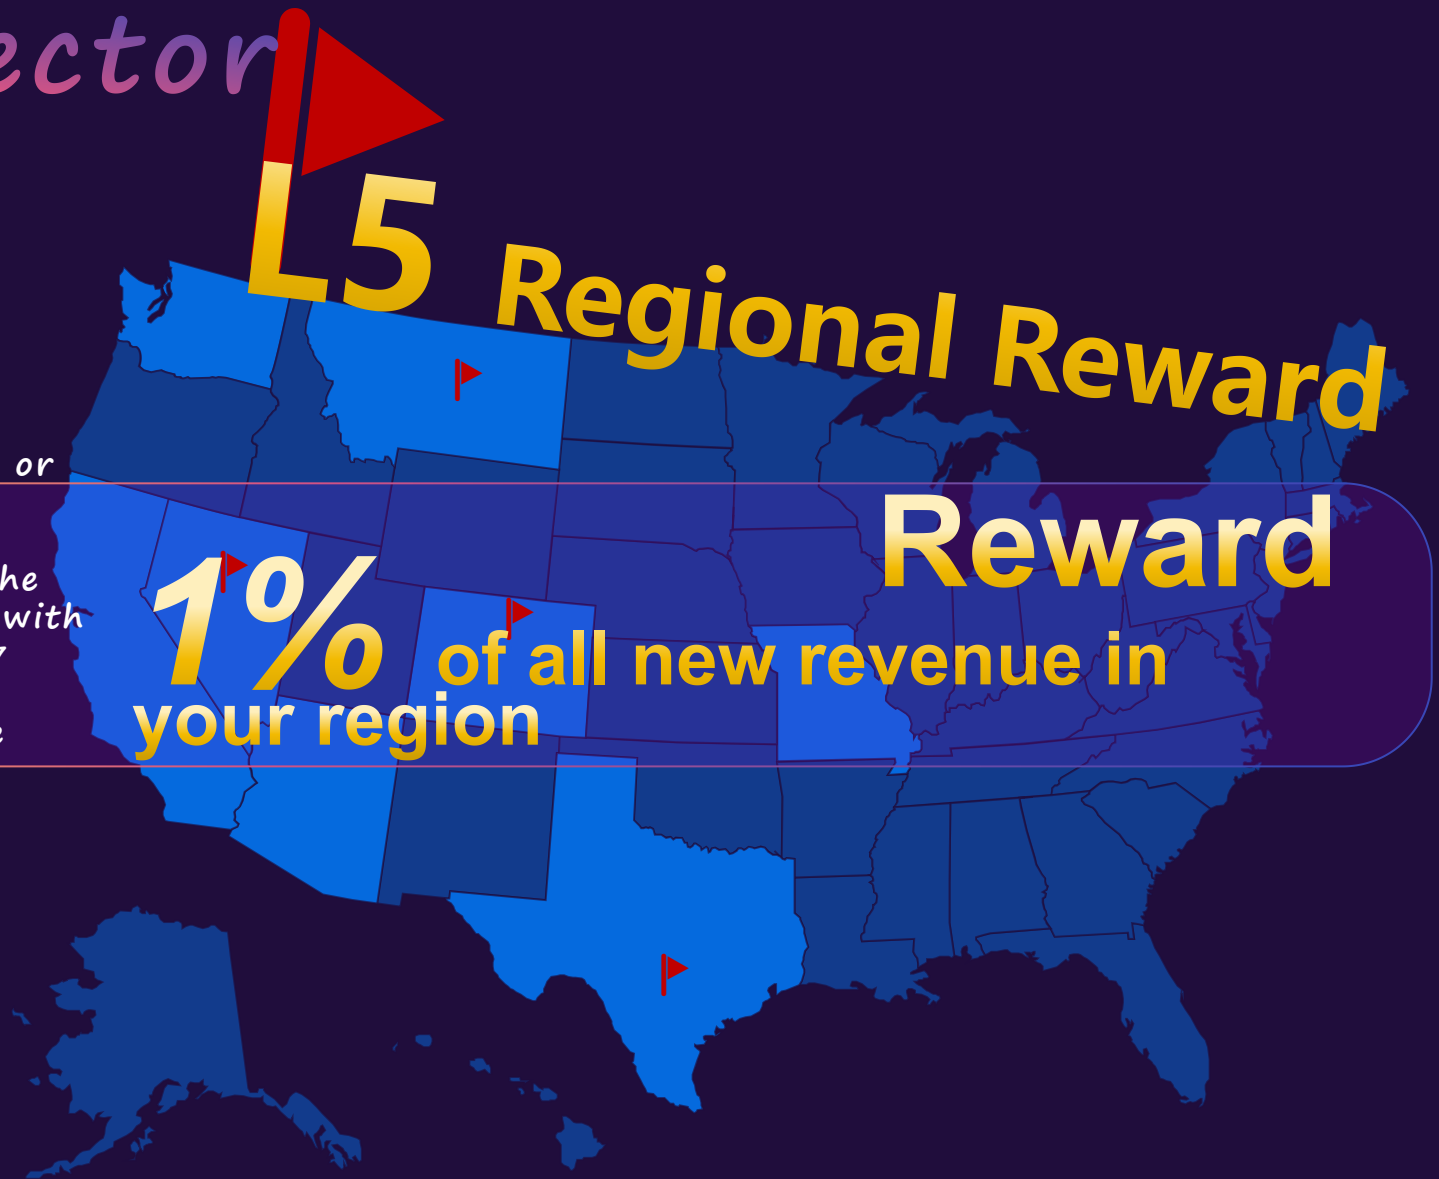 ector
L5 Regional Reward
or
Reward
he
with
1% of all new revenue in
your region